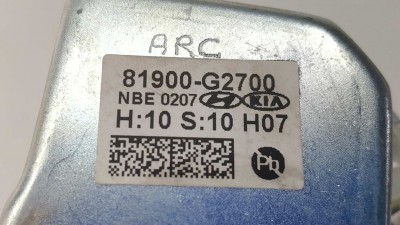 ARC
81900-G2700
NBE 0207 KIA
H:10 S:10 H07
Pb